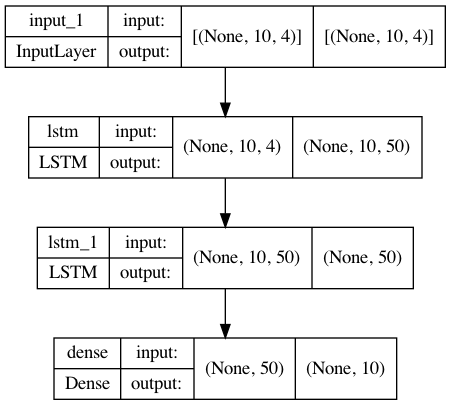 input_1 input: [(None, 10, 4)] [(None, 10, 4)]
InputLayer output:
lstm input: (None, 10, 4) (None, 10, 50)
LSTM output:
lstm_1 input: (None, 10, 50) (None, 50)
LSTM output:
dense input: (None, 50) (None, 10)
Dense output: